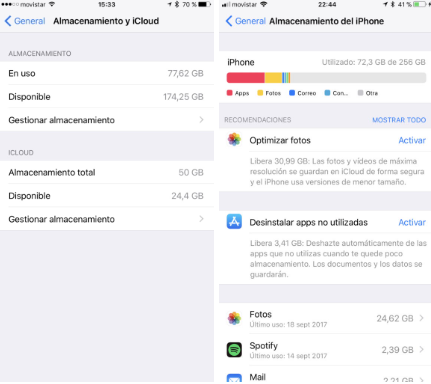 movistar 15:33 70 %
General Almacenamiento y iCloud
ALMACENAMIENTO
En uso 77,62 GB
Disponible 174,25 GB
Gestionar almacenamiento
ICLOUD
Almacenamiento total 50 GB
Disponible 24,4 GB
Gestionar almacenamiento
movistar 22:44 41 %
General Almacenamiento del iPhone
iPhone Utilizado: 72,3 GB de 256 GB
Apps Fotos Correo Con... Otra
RECOMENDACIONES MOSTRAR TODO
Optimizar fotos Activar
Libera 30,99 GB: Las fotos y vídeos de máxima
resolución se guardan en iCloud de forma segura
y el iPhone usa versiones de menor tamaño.
Desinstalar apps no utilizadas Activar
Libera 3,41 GB: Deshazte automáticamente de las
apps que no utilizas cuando te quede poco
almacenamiento. Los documentos y los datos se
guardarán.
Fotos 24,62 GB
Último uso: 18 sept 2017
Spotify 2,39 GB
Último uso: 14 sept 2017
Mail 2,21 GB